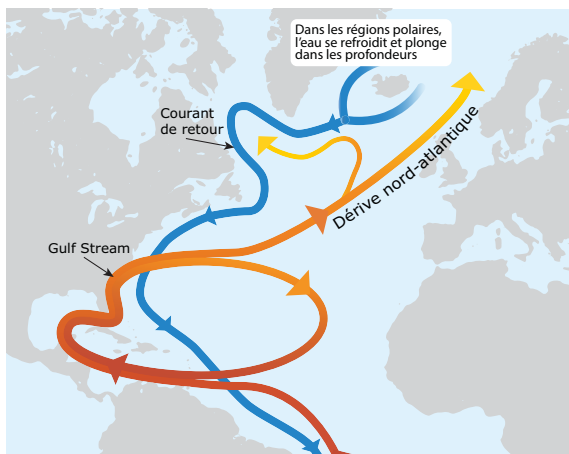 Dans les régions polaires,
l'eau se refroidit et plonge
dans les profondeurs
Courant
de retour
Dérive nord-atlantique
Gulf Stream